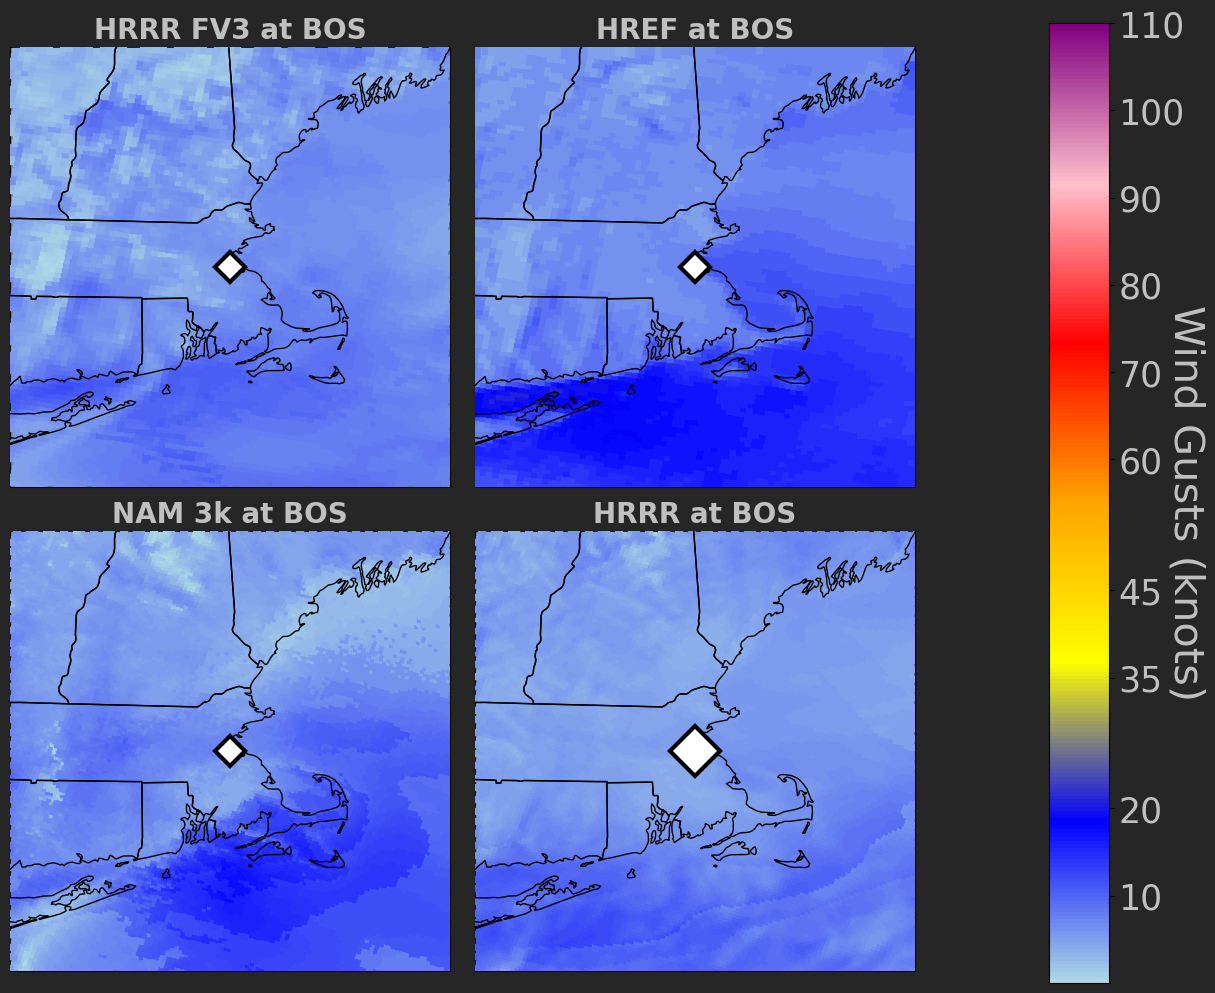 HRRR FV3 at BOS
HREF at BOS
NAM 3k at BOS
HRRR at BOS
110
100
90
80
70
60
45
35
20
10
Wind Gusts (knots)